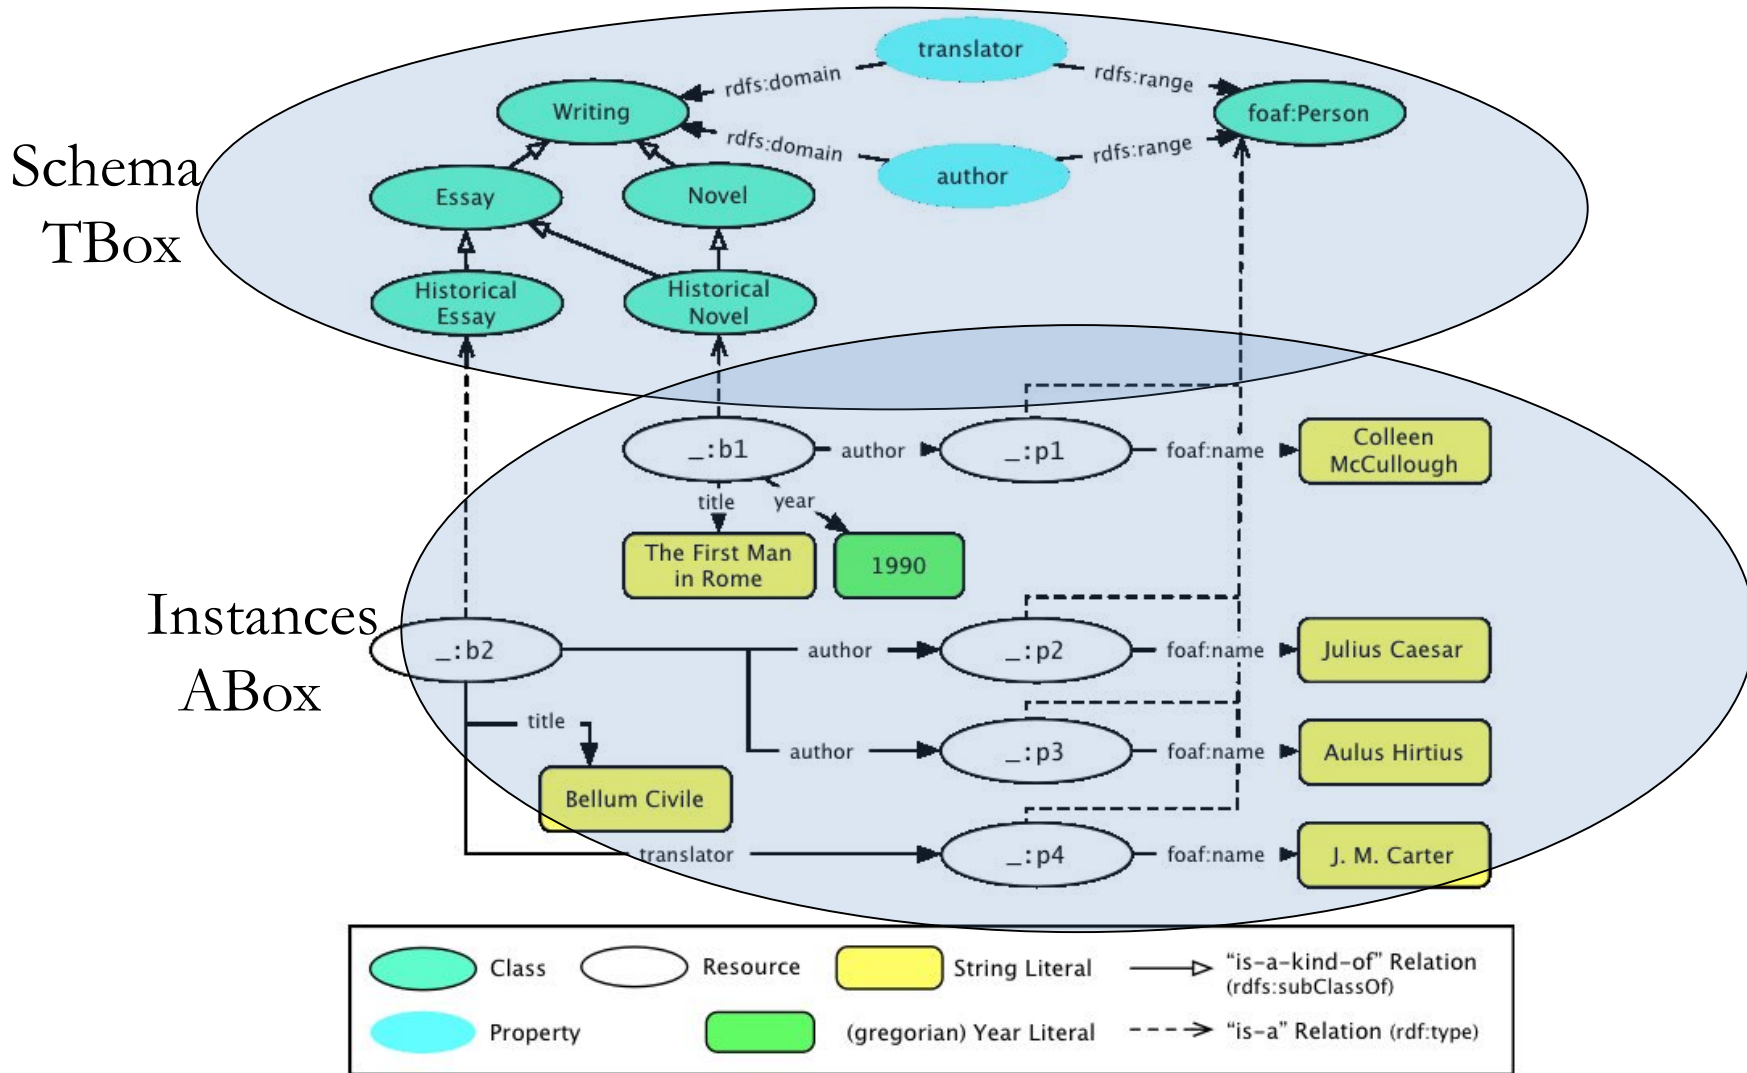 translator
rdfs:domain
rdfs:range
Writing
foaf:Person
rdfs:domain
rdfs:range
author
Schema
TBox
Essay
Novel
Historical
Essay
Historical
Novel
_:b1
author
_:p1
foaf:name
Colleen
McCullough
title
year
The First Man
in Rome
1990
Instances
ABox
_:b2
author
_:p2
foaf:name
Julius Caesar
title
author
_:p3
foaf:name
Aulus Hirtius
Bellum Civile
translator
_:p4
foaf:name
J. M. Carter
Class
Resource
String Literal
“is-a-kind-of” Relation
(rdfs:subClassOf)
Property
(gregorian) Year Literal
“is-a” Relation (rdf:type)